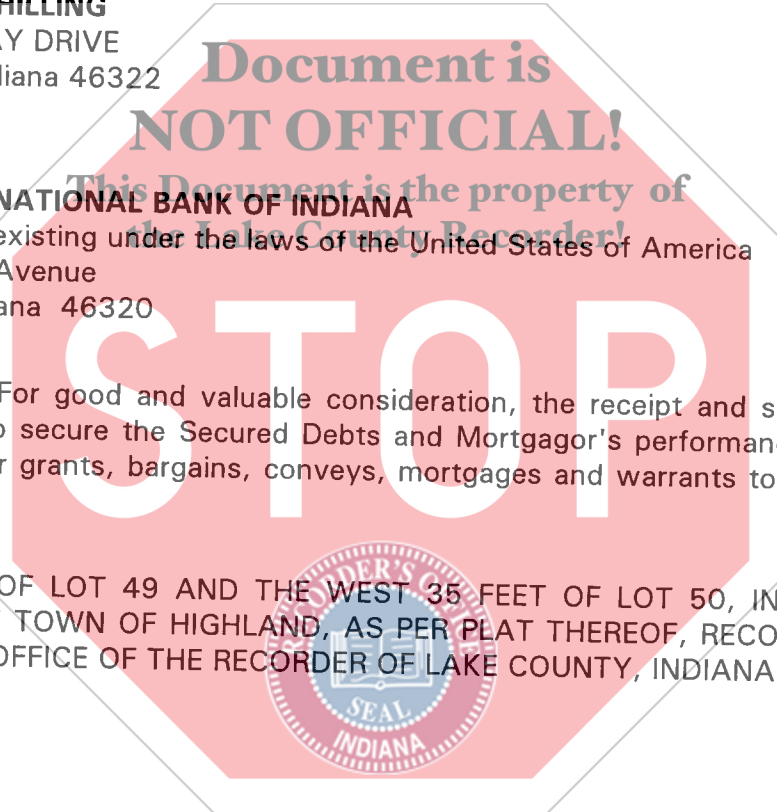 HILLING
AY DRIVE
diana 46322
Document is
NOT OFFICIAL!
This Document is the property of
the Lake County Recorder!
NATIONAL BANK OF INDIANA
existing under the laws of the United States of America
Avenue
ana 46320
STOP
For good and valuable consideration, the receipt and s
o secure the Secured Debts and Mortgagor's performan
r grants, bargains, conveys, mortgages and warrants to
OF LOT 49 AND THE WEST 35 FEET OF LOT 50, IN
TOWN OF HIGHLAND, AS PER PLAT THEREOF, RECO
OFFICE OF THE RECORDER OF LAKE COUNTY, INDIANA
RECORDER'S OFFICE
SEAL
INDIANA